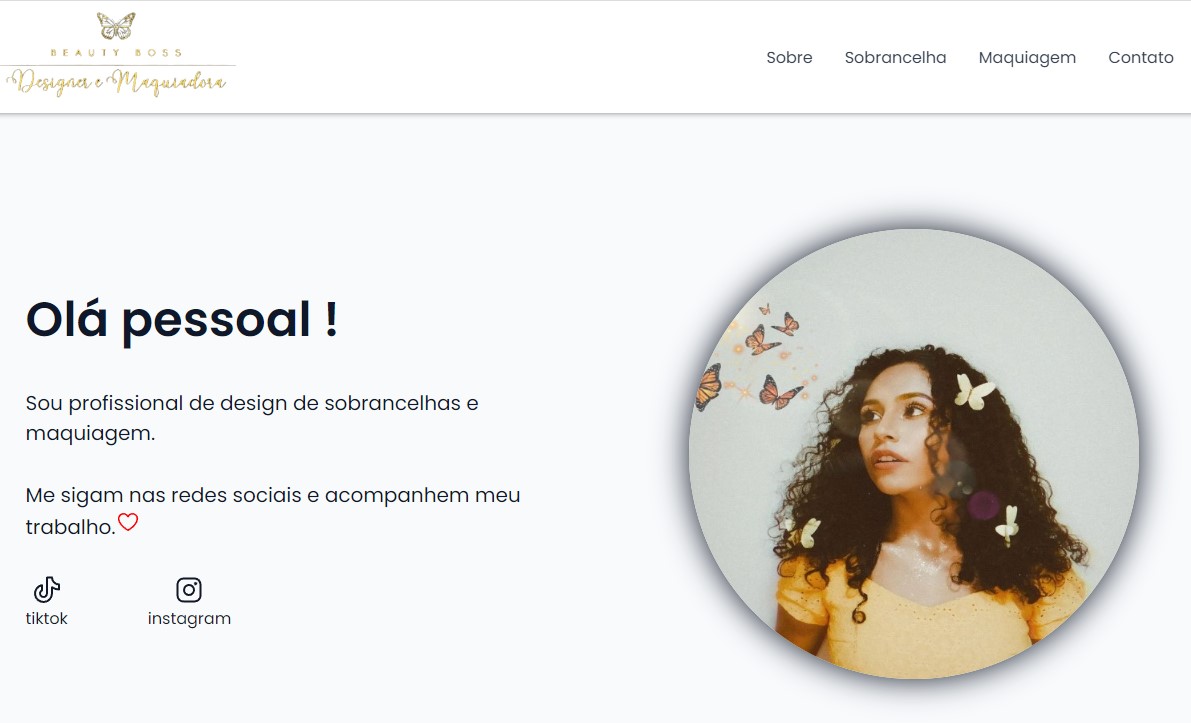 BEAUTY BOSS
Designer e Maquiadora
Sobre Sobrancelha Maquiagem Contato
Olá pessoal !
Sou profissional de design de sobrancelhas e
maquiagem.
Me sigam nas redes sociais e acompanhem meu
trabalho.
tiktok instagram